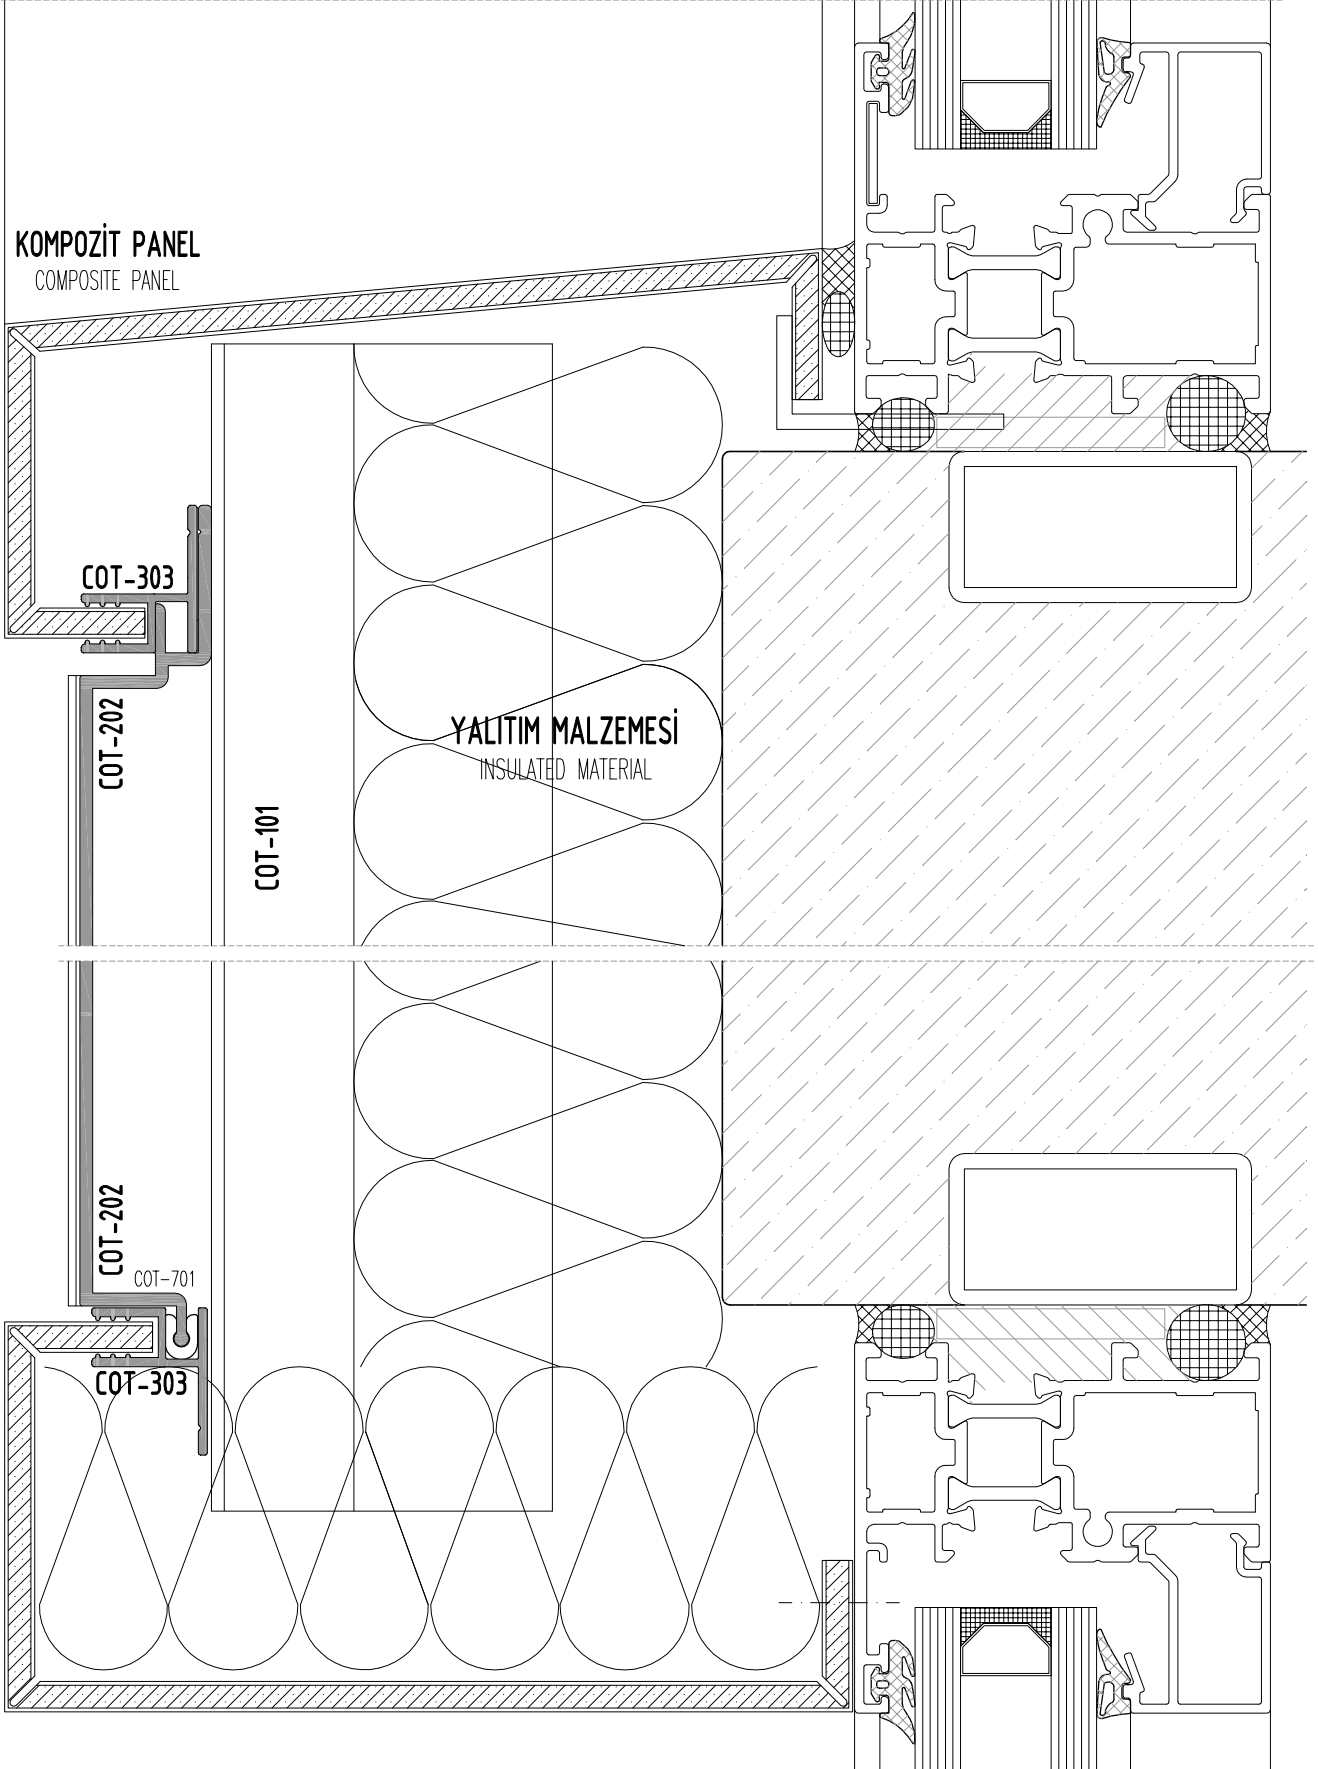 KOMPOZİT PANEL
COMPOSITE PANEL
COT-303
COT-202
YALITIM MALZEMESİ
INSULATED MATERIAL
COT-101
COT-202
COT-701
COT-303